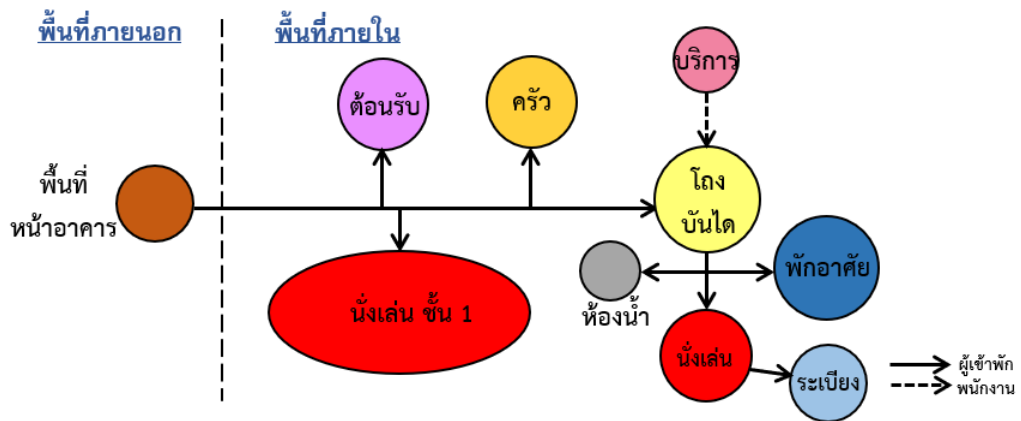 พื้นที่ภายนอก
พื้นที่ภายใน
บริการ
ต้อนรับ
ครัว
พื้นที่
หน้าอาคาร
โถง
บันได
พักอาศัย
ห้องน้ำ
นั่งเล่น ชั้น 1
นั่งเล่น
ระเบียง
ผู้เข้าพัก
พนักงาน